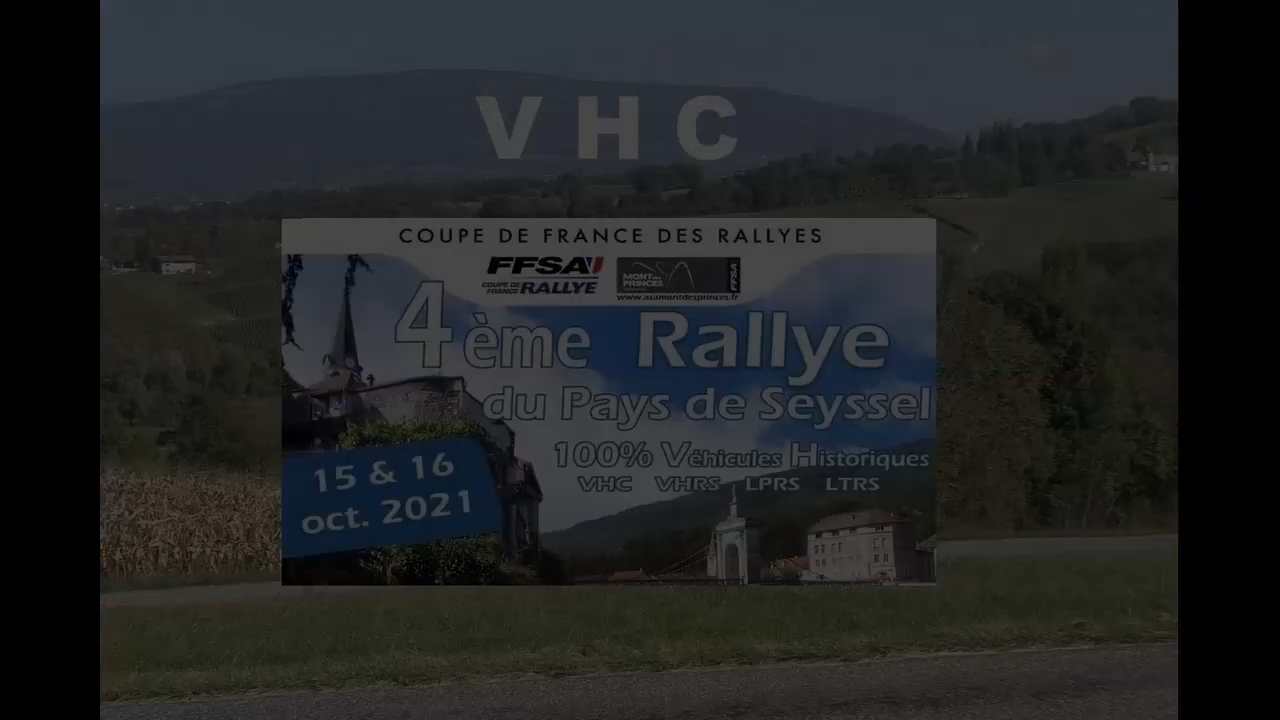 V H C
COUPE DE FRANCE DES RALLYES
FFSA
COUPE DE FRANCE RALLYE
MONT DES PRINCES
FFSA
www.asamontdesprinces.fr
4ème Rallye
du Pays de Seyssel
100% Véhicules Historiques
VHC VHRS LPRS LTRS
15 & 16
oct. 2021